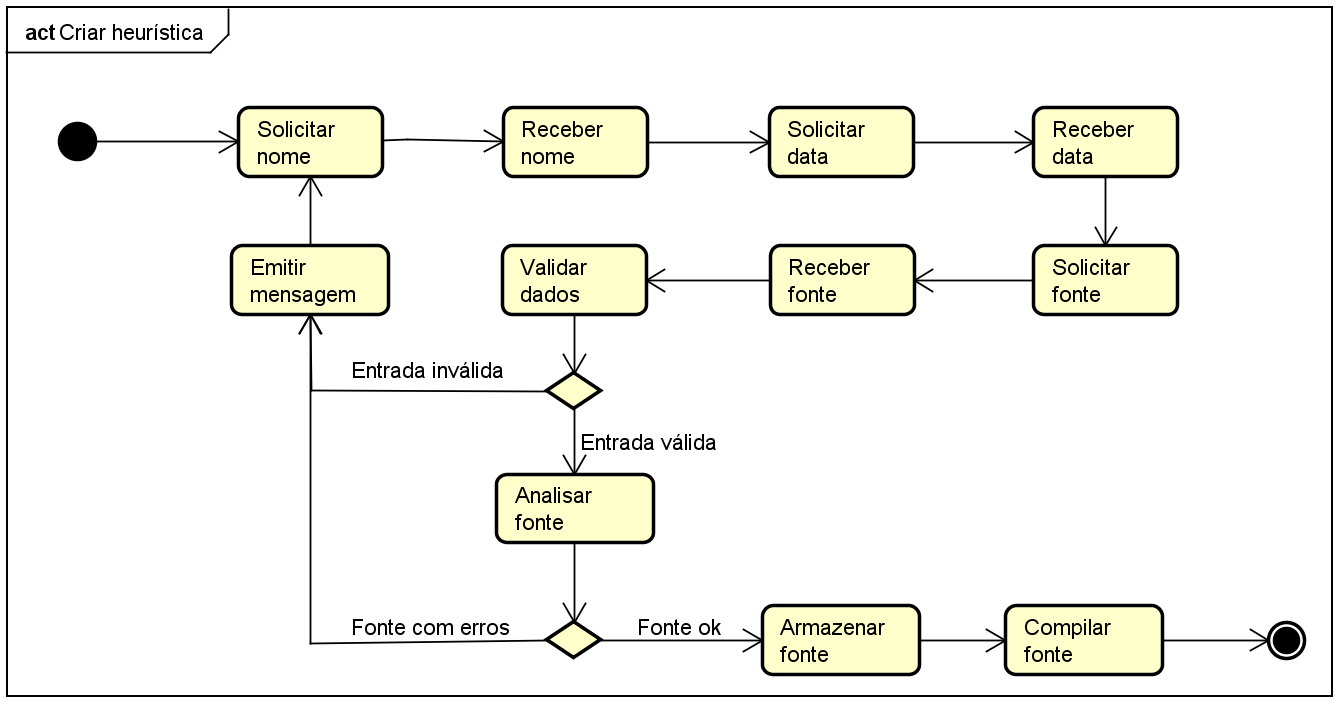 act Criar heurística
Solicitar
nome
Receber
nome
Solicitar
data
Receber
data
Emitir
mensagem
Validar
dados
Receber
fonte
Solicitar
fonte
Entrada inválida
Entrada válida
Analisar
fonte
Fonte com erros
Fonte ok
Armazenar
fonte
Compilar
fonte